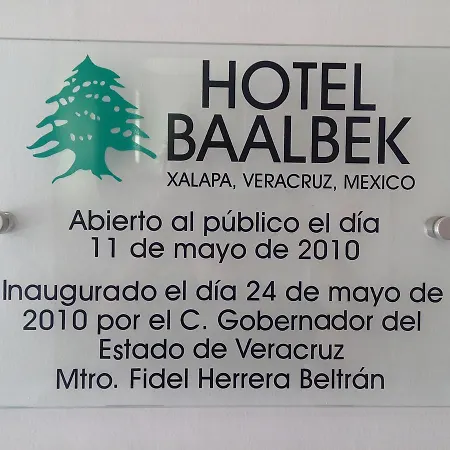 HOTEL
BAALBEK
XALAPA, VERACRUZ, MEXICO
Abierto al público el día
11 de mayo de 2010
Inaugurado el día 24 de mayo de
2010 por el C. Gobernador del
Estado de Veracruz
Mtro. Fidel Herrera Beltrán